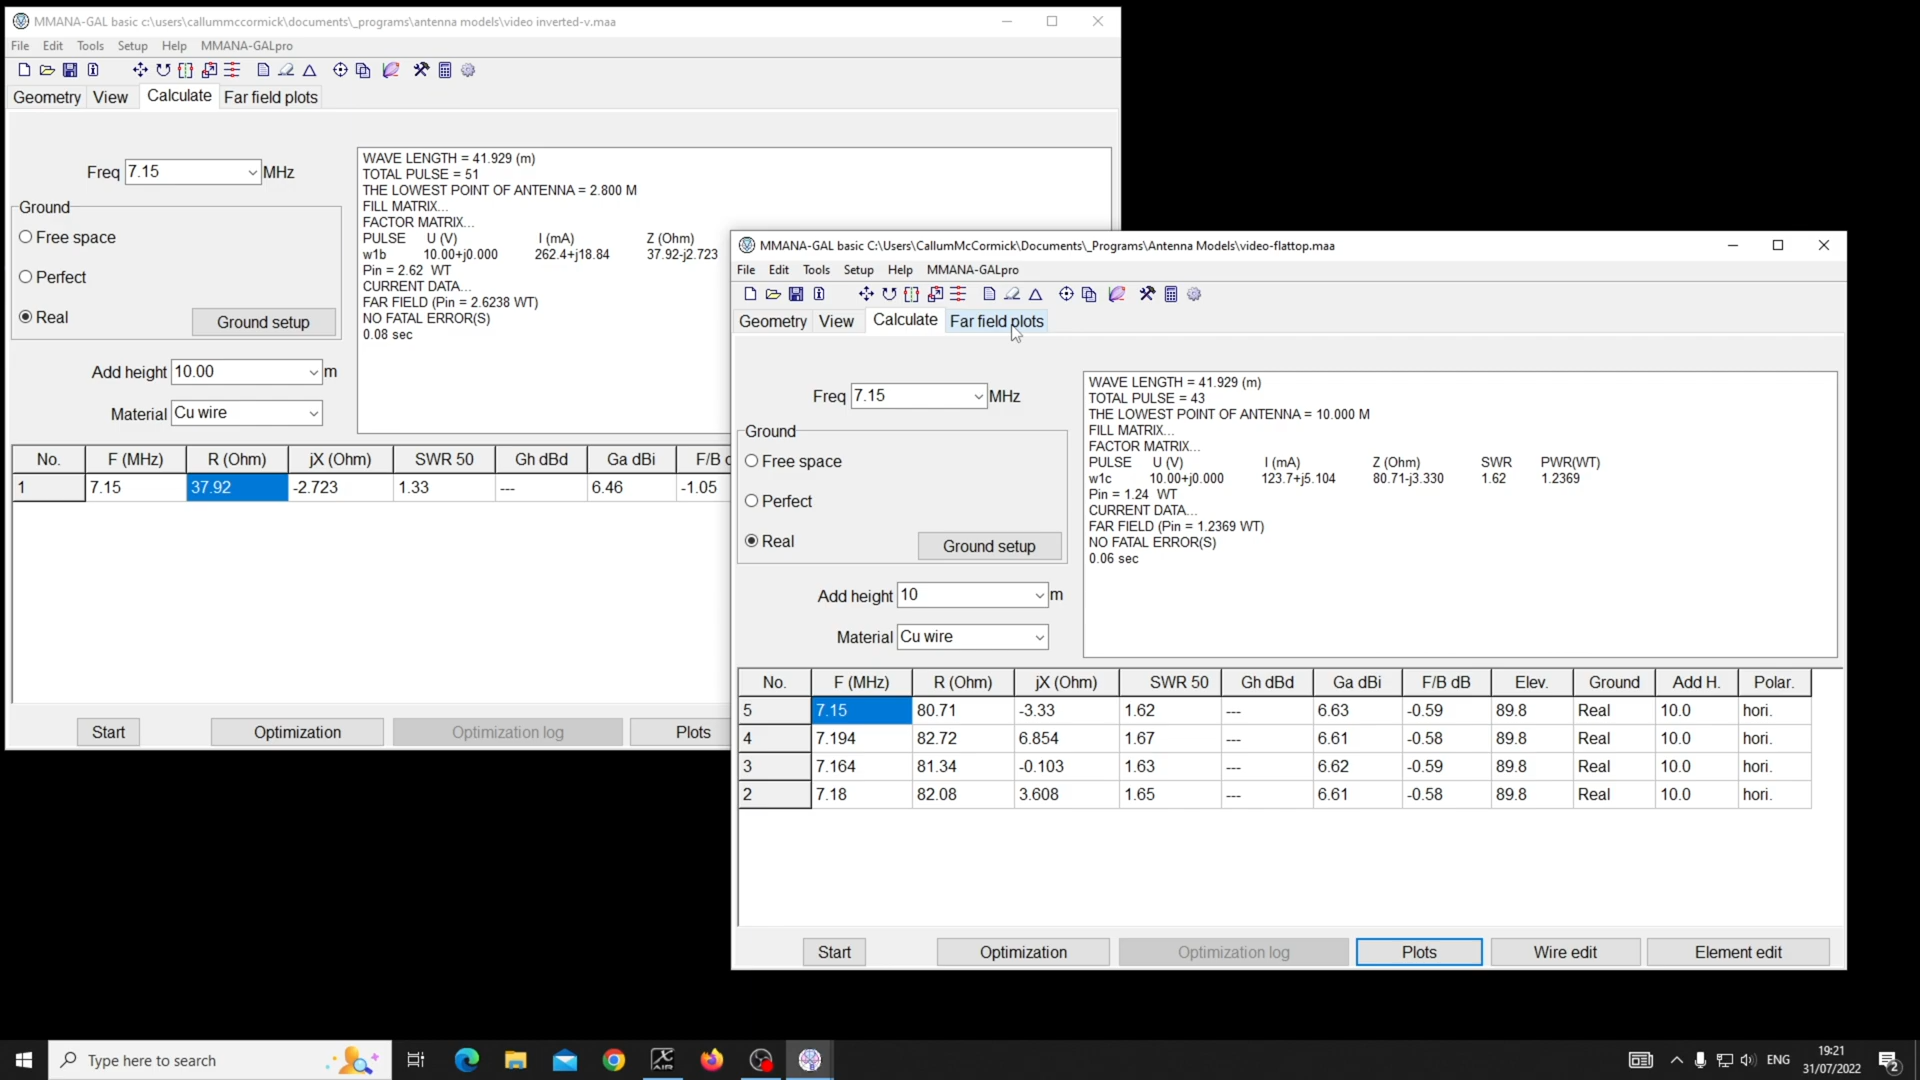 MMANA-GAL basic c:\users\callummccormick\documents\_programs\antenna models\video inverted-v.maa
File Edit Tools Setup Help MMANA-GALpro
Geometry View Calculate Far field plots
Freq 7.15 MHz
Ground
Free space
Perfect
Real
Ground setup
Add height 10.00 m
Material Cu wire
WAVE LENGTH = 41.929 (m)
TOTAL PULSE = 51
THE LOWEST POINT OF ANTENNA = 2.800 M
FILL MATRIX...
FACTOR MATRIX...
PULSE U (V) I (mA) Z (Ohm)
w1b 10.00+j0.000 262.4+j18.84 37.92-j2.723
Pin = 2.62 WT
CURRENT DATA...
FAR FIELD (Pin = 2.6238 WT)
NO FATAL ERROR(S)
0.08 sec
No. F (MHz) R (Ohm) jX (Ohm) SWR 50 Gh dBd Ga dBi F/B
1 7.15 37.92 -2.723 1.33 --- 6.46 -1.05
Start Optimization Optimization log Plots
MMANA-GAL basic C:\Users\CallumMcCormick\Documents\_Programs\Antenna Models\video-flattop.maa
File Edit Tools Setup Help MMANA-GALpro
Geometry View Calculate Far field plots
Freq 7.15 MHz
Ground
Free space
Perfect
Real
Ground setup
Add height 10 m
Material Cu wire
WAVE LENGTH = 41.929 (m)
TOTAL PULSE = 43
THE LOWEST POINT OF ANTENNA = 10.000 M
FILL MATRIX...
FACTOR MATRIX...
PULSE U (V) I (mA) Z (Ohm) SWR PWR(WT)
w1c 10.00+j0.000 123.7+j5.104 80.71-j3.330 1.62 1.2369
Pin = 1.24 WT
CURRENT DATA...
FAR FIELD (Pin = 1.2369 WT)
NO FATAL ERROR(S)
0.06 sec
No. F (MHz) R (Ohm) jX (Ohm) SWR 50 Gh dBd Ga dBi F/B dB Elev. Ground Add H. Polar.
5 7.15 80.71 -3.33 1.62 --- 6.63 -0.59 89.8 Real 10.0 hori.
4 7.194 82.72 6.854 1.67 --- 6.61 -0.58 89.8 Real 10.0 hori.
3 7.164 81.34 -0.103 1.63 --- 6.62 -0.59 89.8 Real 10.0 hori.
2 7.18 82.08 3.608 1.65 --- 6.61 -0.58 89.8 Real 10.0 hori.
Start Optimization Optimization log Plots Wire edit Element edit
Type here to search
ENG
19:21
31/07/2022
2